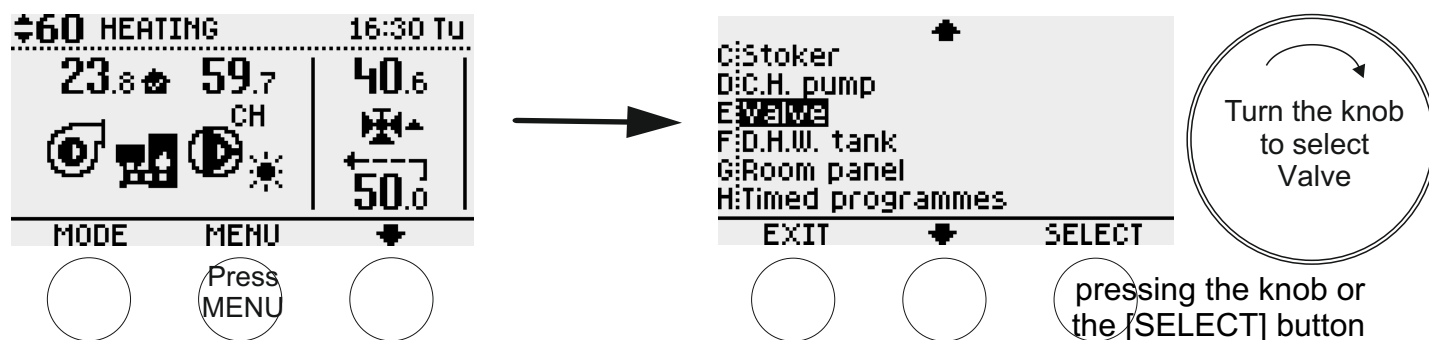 60 HEATING 16:30 Tu
23.8 59.7 40.6
CH
50.0
MODE MENU
Press
MENU
C:Stoker
D:C.H. pump
E:Valve
F:D.H.W. tank
G:Room panel
H:Timed programmes
EXIT SELECT
Turn the knob
to select
Valve
pressing the knob or
the [SELECT] button